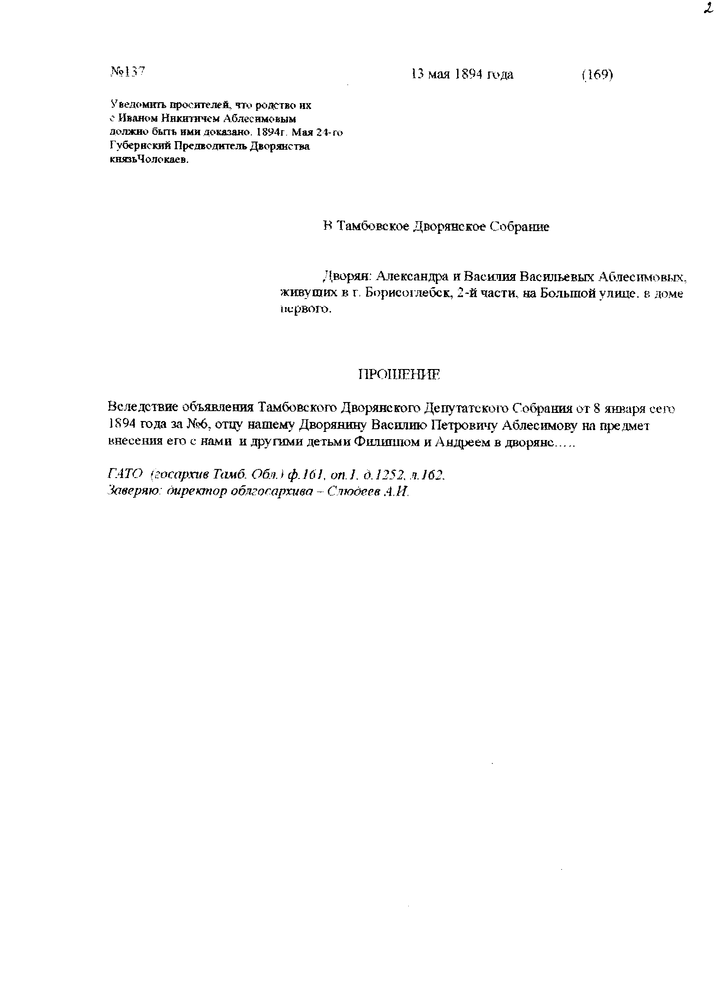 2
№137 13 мая 1894 года (169)
Уведомить просителей, что родство их
с Иваном Никитичем Аблесимовым
должно быть ими доказано. 1894г. Мая 24-го
Губернский Предводитель Дворянства
князьЧолокаев.
В Тамбовское Дворянское Собрание
Дворян: Александра и Василия Васильевых Аблесимовых,
живущих в г. Борисоглебск, 2-й части, на Большой улице. в доме
первого.
ПРОШЕНИЕ
Вследствие объявления Тамбовского Дворянского Депутатского Собрания от 8 января сего
1894 года за №6, отцу нашему Дворянину Василию Петровичу Аблесимову на предмет
внесения его с нами и другими детьми Филиппом и Андреем в дворянс.....
ГАТО (госархив Тамб. Обл.) ф.161, оп.1, д.1252, л.162.
Заверяю: директор облгосархива – Слюдеев А.И.